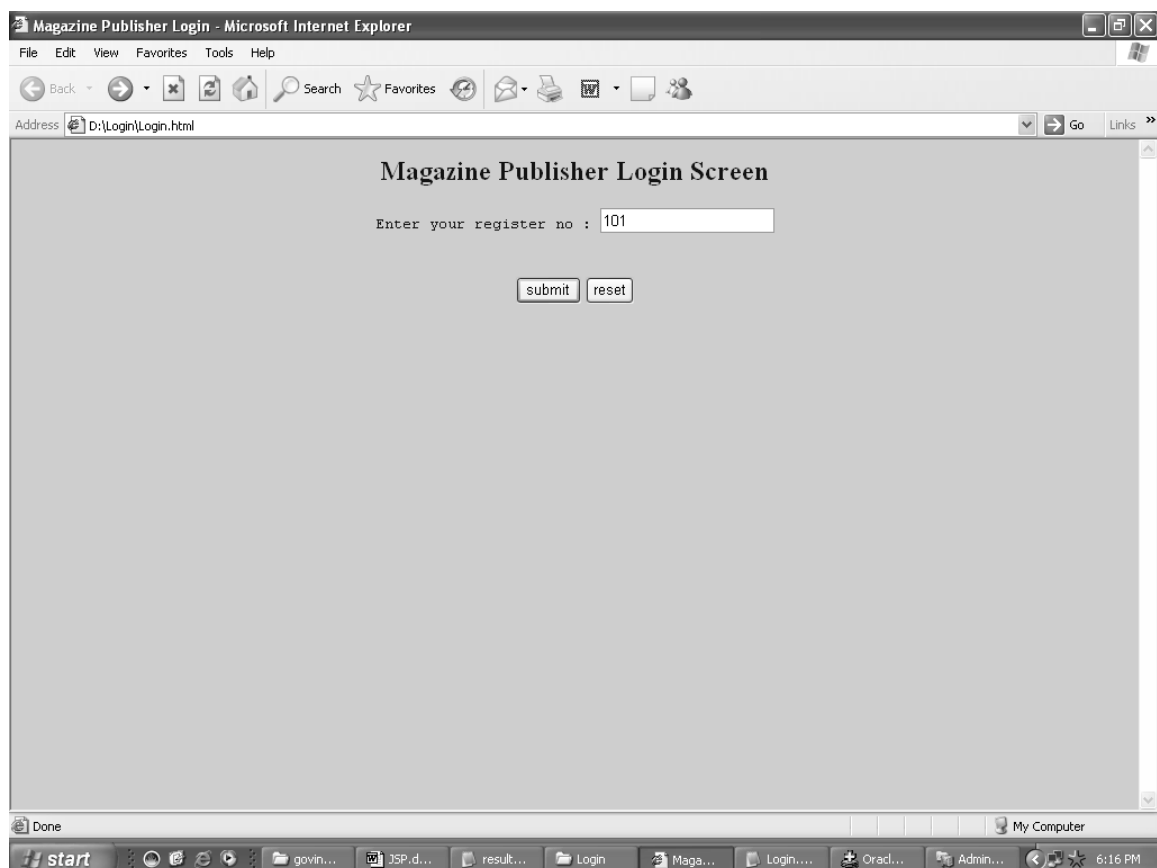 Magazine Publisher Login - Microsoft Internet Explorer
File Edit View Favorites Tools Help
Back Search Favorites
Address D:\Login\Login.html Go Links »
Magazine Publisher Login Screen
Enter your register no : 101
submit reset
Done My Computer
start govin... JSP.d... result... Login Maga... Login.... Oracl... Admin... 6:16 PM